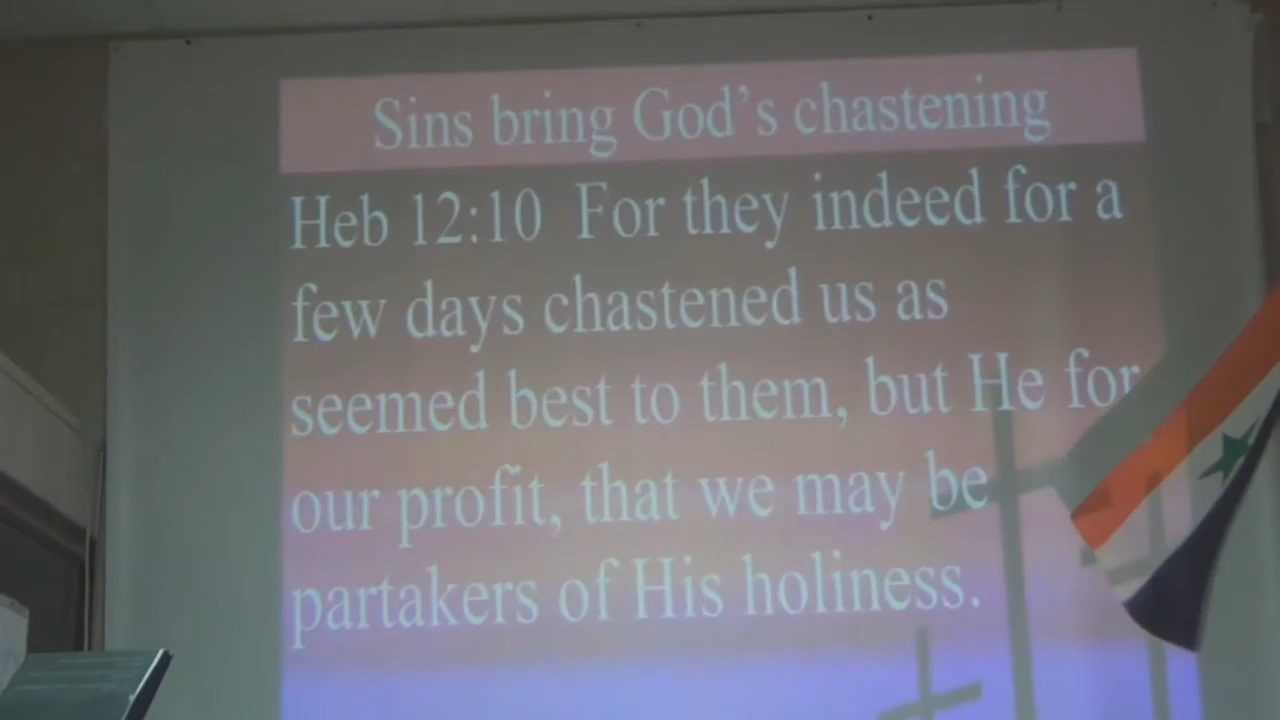 Sins bring God's chastening
Heb 12:10 For they indeed for a
few days chastened us as
seemed best to them, but He for
our profit, that we may be
partakers of His holiness.